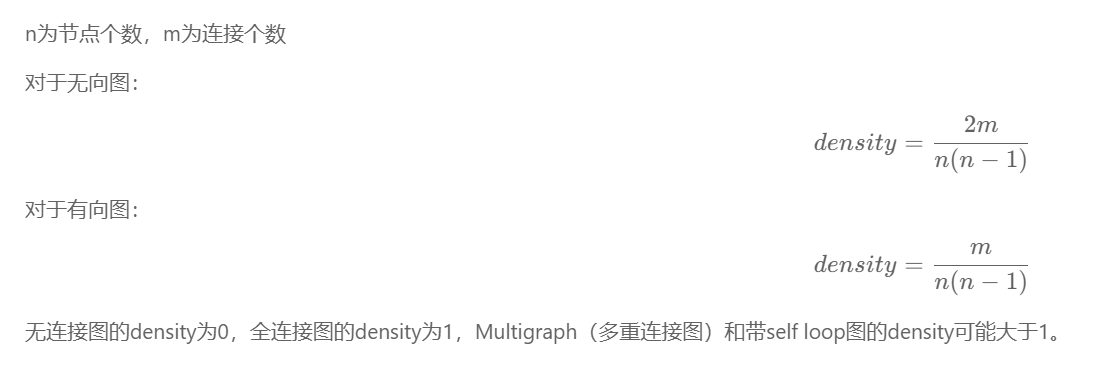 n为节点个数，m为连接个数
对于无向图：
density = \frac{2m}{n(n-1)}
对于有向图：
density = \frac{m}{n(n-1)}
无连接图的density为0，全连接图的density为1，Multigraph（多重连接图）和带self loop图的density可能大于1。